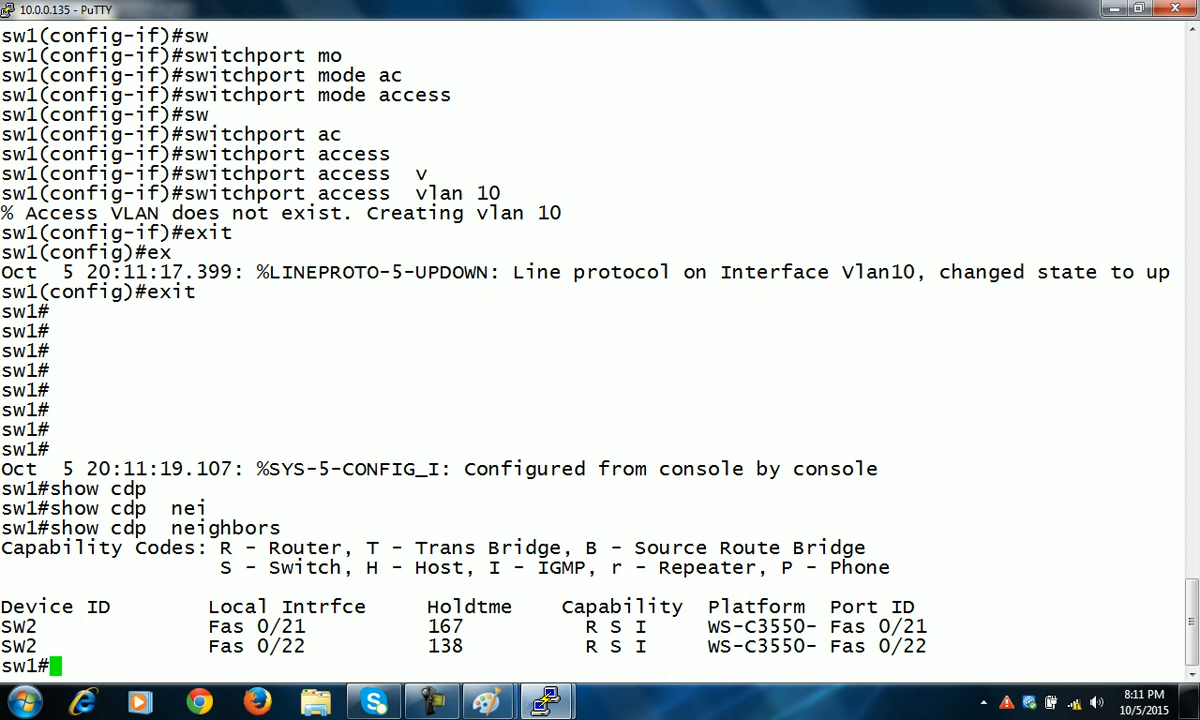 10.0.0.135 - PuTTY
sw1(config-if)#sw
sw1(config-if)#switchport mo
sw1(config-if)#switchport mode ac
sw1(config-if)#switchport mode access
sw1(config-if)#sw
sw1(config-if)#switchport ac
sw1(config-if)#switchport access
sw1(config-if)#switchport access  v
sw1(config-if)#switchport access  vlan 10
% Access VLAN does not exist. Creating vlan 10
sw1(config-if)#exit
sw1(config)#ex
Oct  5 20:11:17.399: %LINEPROTO-5-UPDOWN: Line protocol on Interface Vlan10, changed state to up
sw1(config)#exit
sw1#
sw1#
sw1#
sw1#
sw1#
sw1#
sw1#
sw1#
Oct  5 20:11:19.107: %SYS-5-CONFIG_I: Configured from console by console
sw1#show cdp
sw1#show cdp  nei
sw1#show cdp  neighbors
Capability Codes: R - Router, T - Trans Bridge, B - Source Route Bridge
                  S - Switch, H - Host, I - IGMP, r - Repeater, P - Phone
Device ID        Local Intrfce     Holdtme    Capability  Platform  Port ID
SW2              Fas 0/21          167          R S I     WS-C3550- Fas 0/21
SW2              Fas 0/22          138          R S I     WS-C3550- Fas 0/22
sw1#
8:11 PM
10/5/2015